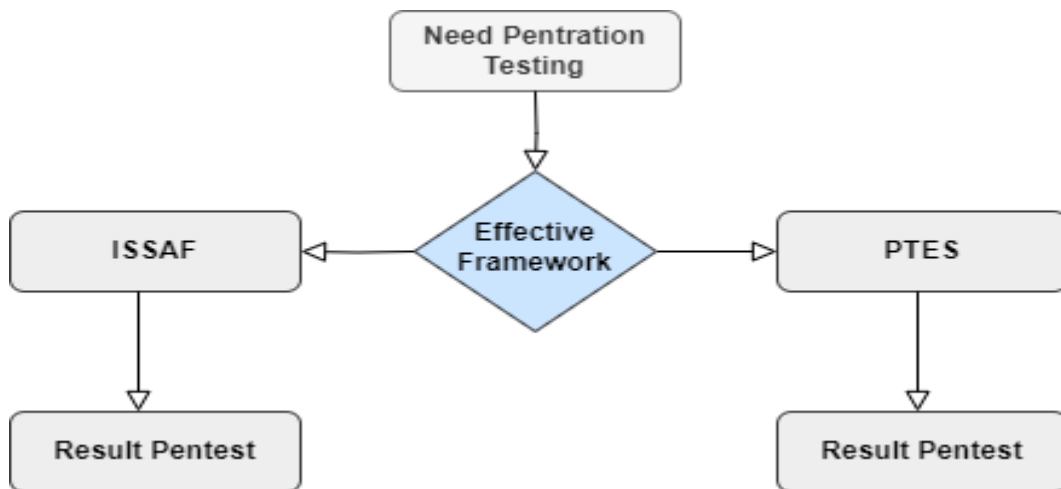 Need Pentration
Testing
Effective
Framework
ISSAF
PTES
Result Pentest
Result Pentest